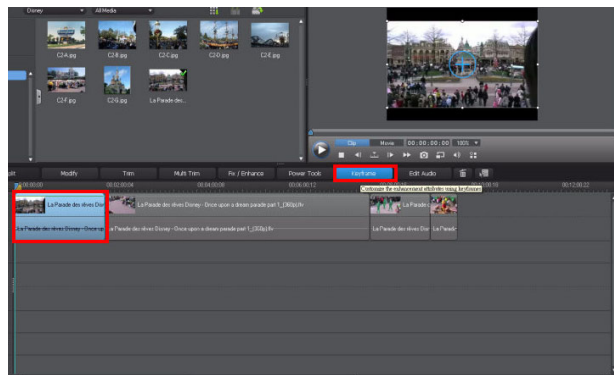 Disney All Media
C2-A.jpg C2-B.jpg C2-C.jpg C2-D.jpg C2-E.jpg
C2-F.jpg C2-G.jpg La Parade des...
Clip Movie 00:00:00:00 100%
plit Modify Trim Multi Trim Fix / Enhance Power Tools Keyframe Edit Audio
Customize the enhancement attributes using keyframes
00:00:00:00 00:02:00:04 00:04:00:08 00:06:00:12 00:12:00:22
La Parade des rêves Disn La Parade des rêves Disney - Once upon a dream parade part 1_(360p).flv La Parade
La Parade des rêves Disney - Once up La Parade des rêves Disney - Once upon a dream parade part 1_(360p).flv La Parade des rêves Disn La Parade